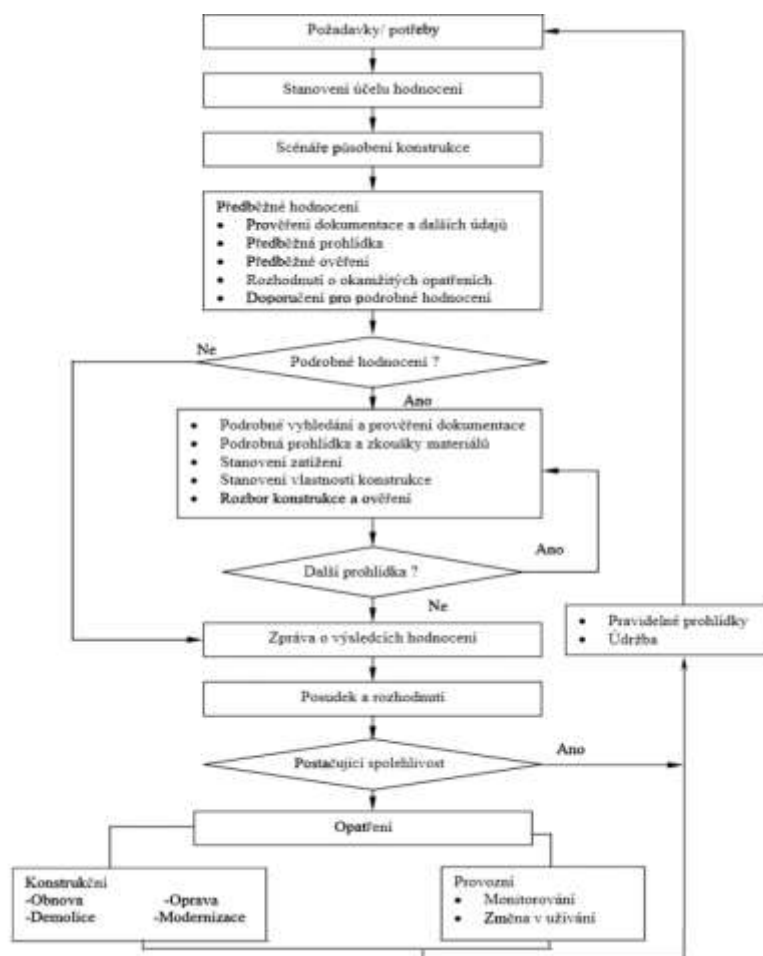 Požadavky/ potřeby
Stanovení účelu hodnocení
Scénáře působení konstrukce
Předběžné hodnocení
• Prověření dokumentace a dalších údajů
• Předběžná prohlídka
• Předběžné ověření
• Rozhodnutí o okamžitých opatřeních
• Doporučení pro podrobné hodnocení
Ne
Podrobné hodnocení ?
Ano
• Podrobné vyhledání a prověření dokumentace
• Podrobná prohlídka a zkoušky materiálů
• Stanovení zatížení
• Stanovení vlastností konstrukce
• Rozbor konstrukce a ověření
Ano
Další prohlídka ?
Ne
• Pravidelné prohlídky
• Údržba
Zpráva o výsledcích hodnocení
Posudek a rozhodnutí
Ano
Postačující spolehlivost
Opatření
Konstrukční
-Obnova -Oprava
-Demolice -Modernizace
Provozní
• Monitorování
• Změna v užívání